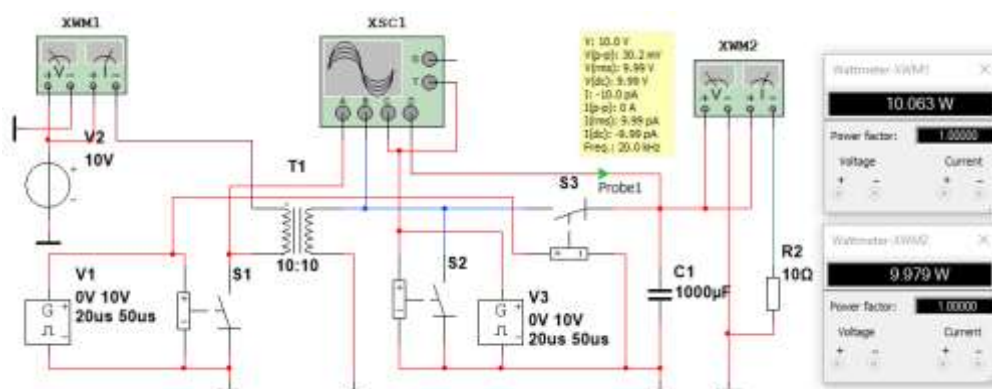 XWM1
XSC1
XWM2
V: 10.0 V
V(p-p): 30.2 mV
V(rms): 9.99 V
V(dc): 9.99 V
I: -10.0 pA
I(p-p): 0 A
I(rms): 9.99 pA
I(dc): -9.99 pA
Freq.: 20.0 kHz
Probe1
Wattmeter-XWM1
10.063 W
Power factor: 1.00000
Voltage Current
+ - + -
Wattmeter-XWM2
9.979 W
Power factor: 1.00000
Voltage Current
+ - + -
V2
10V
T1
10:10
S3
S1
S2
V1
0V 10V
20us 50us
V3
0V 10V
20us 50us
C1
1000µF
R2
10Ω